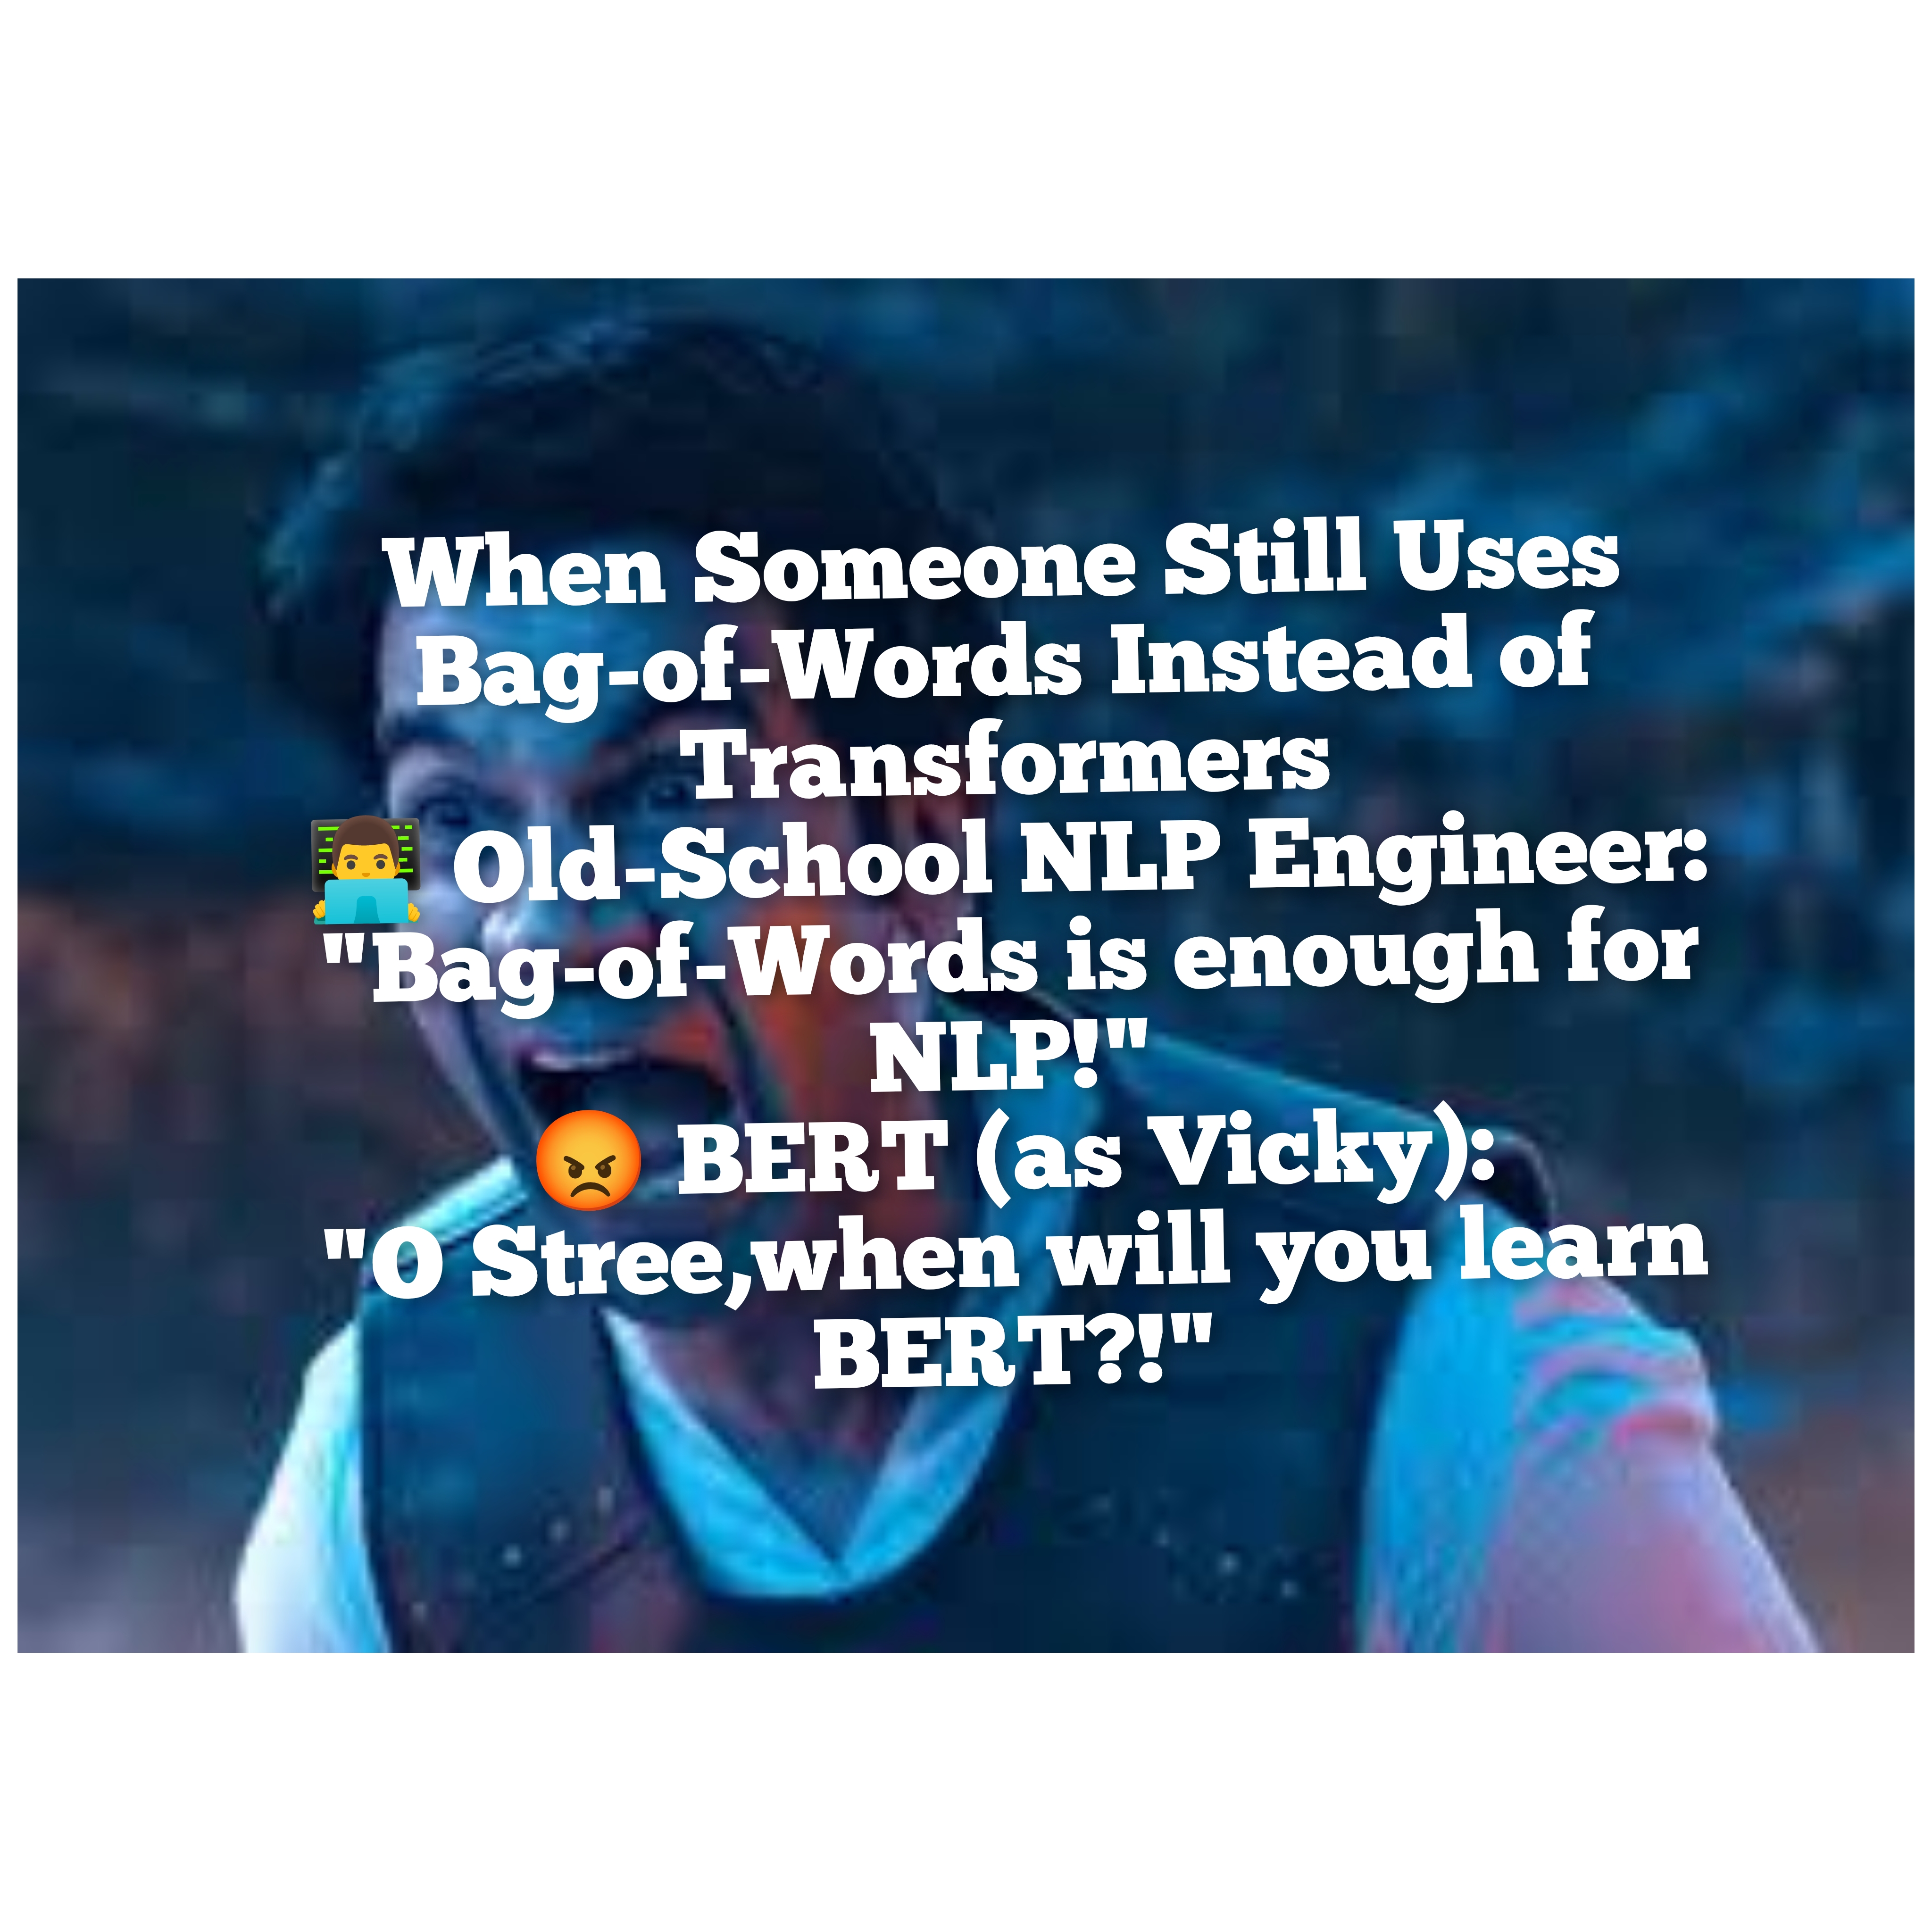 When Someone Still Uses
Bag-of-Words Instead of
Transformers
👨‍💻 Old-School NLP Engineer:
"Bag-of-Words is enough for
NLP!"
😡 BERT (as Vicky):
"O Stree,when will you learn
BERT?!"